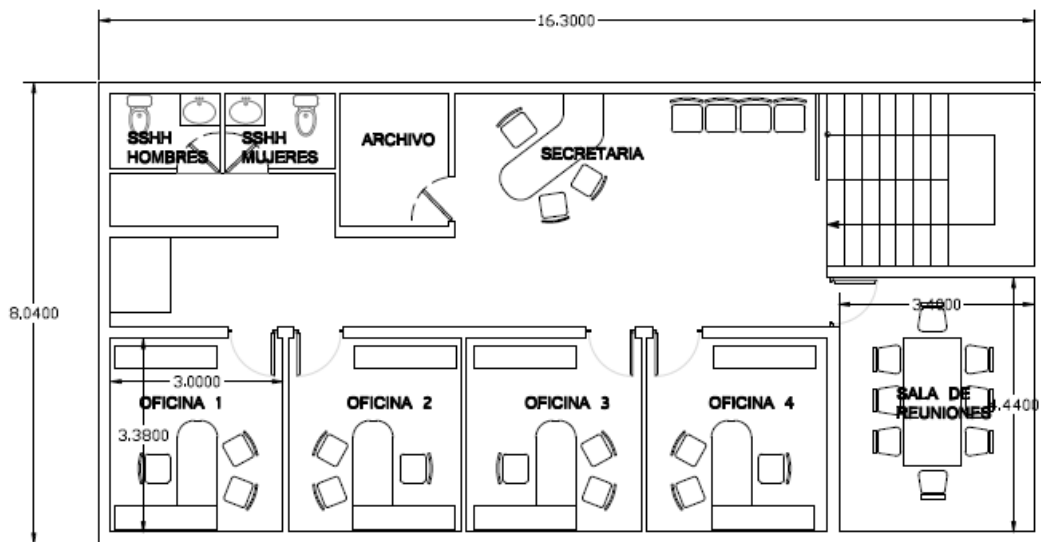 16.3000
SSHH
HOMBRES
SSHH
MUJERES
ARCHIVO
SECRETARIA
8.0400
3.4000
3.0000
OFICINA 1
OFICINA 2
OFICINA 3
OFICINA 4
SALA DE
REUNIONES
4.4400
3.3800